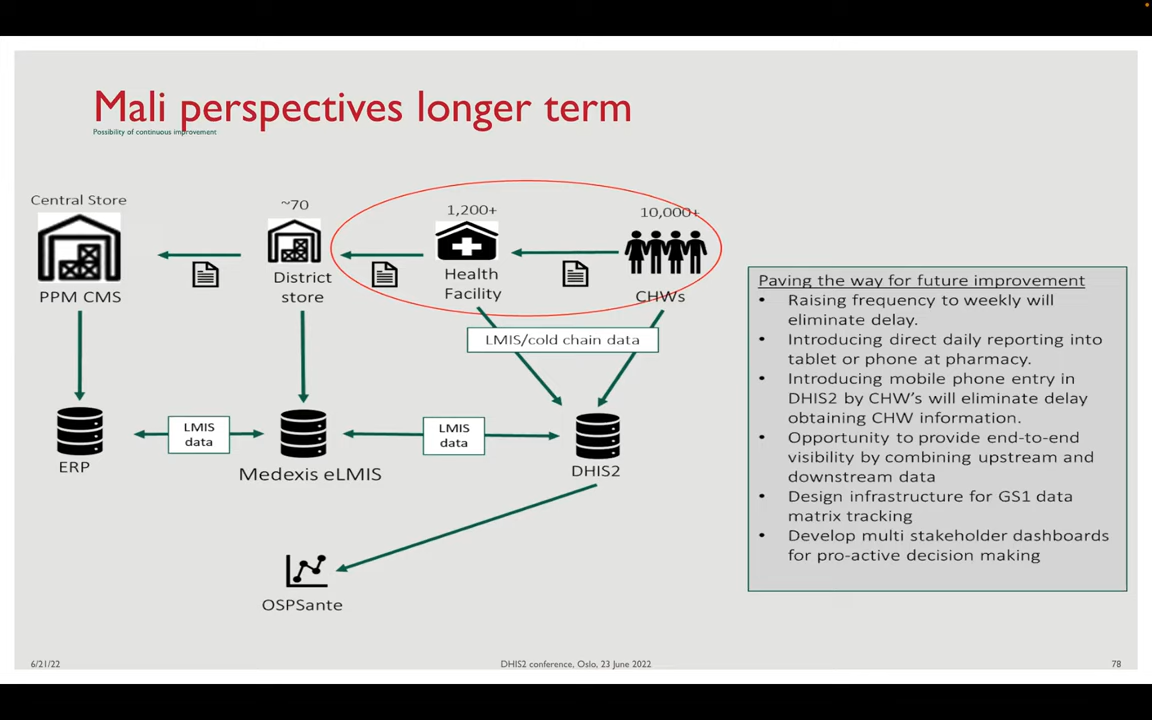 Mali perspectives longer term
Possibility of continuous improvement
Central Store
~70
1,200+
10,000+
PPM CMS
District
store
Health
Facility
CHWs
LMIS/cold chain data
LMIS
data
LMIS
data
ERP
Medexis eLMIS
DHIS2
OSPSante
Paving the way for future improvement
• Raising frequency to weekly will
eliminate delay.
• Introducing direct daily reporting into
tablet or phone at pharmacy.
• Introducing mobile phone entry in
DHIS2 by CHW’s will eliminate delay
obtaining CHW information.
• Opportunity to provide end-to-end
visibility by combining upstream and
downstream data
• Design infrastructure for GS1 data
matrix tracking
• Develop multi stakeholder dashboards
for pro-active decision making
6/21/22
DHIS2 conference, Oslo, 23 June 2022
78